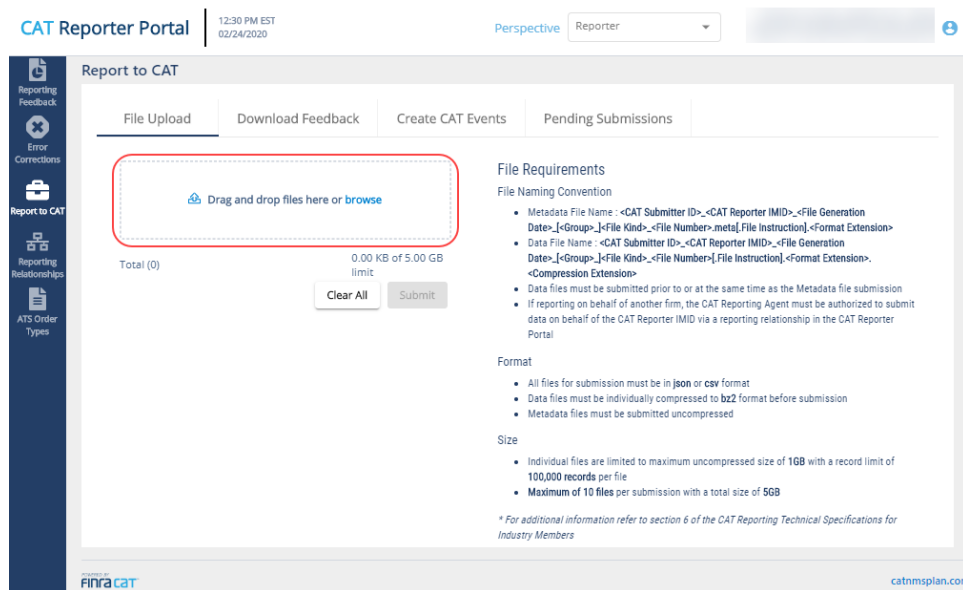 CAT Reporter Portal
12:30 PM EST
02/24/2020
Perspective
Reporter
Reporting
Feedback
Error
Corrections
Report to CAT
Reporting
Relationships
ATS Order
Types
Report to CAT
File Upload
Download Feedback
Create CAT Events
Pending Submissions
Drag and drop files here or browse
Total (0)
0.00 KB of 5.00 GB
limit
Clear All
Submit
File Requirements
File Naming Convention
Metadata File Name : <CAT Submitter ID>_<CAT Reporter IMID>_<File Generation
Date>_[<Group>_]<File Kind>_<File Number>.meta[.File Instruction].<Format Extension>
Data File Name : <CAT Submitter ID>_<CAT Reporter IMID>_<File Generation
Date>_[<Group>_]<File Kind>_<File Number>[.File Instruction].<Format Extension>.
<Compression Extension>
Data files must be submitted prior to or at the same time as the Metadata file submission
If reporting on behalf of another firm, the CAT Reporting Agent must be authorized to submit
data on behalf of the CAT Reporter IMID via a reporting relationship in the CAT Reporter
Portal
Format
All files for submission must be in json or csv format
Data files must be individually compressed to bz2 format before submission
Metadata files must be submitted uncompressed
Size
Individual files are limited to maximum uncompressed size of 1GB with a record limit of
100,000 records per file
Maximum of 10 files per submission with a total size of 5GB
* For additional information refer to section 6 of the CAT Reporting Technical Specifications for
Industry Members
POWERED BY
Finra CAT
catnmsplan.com